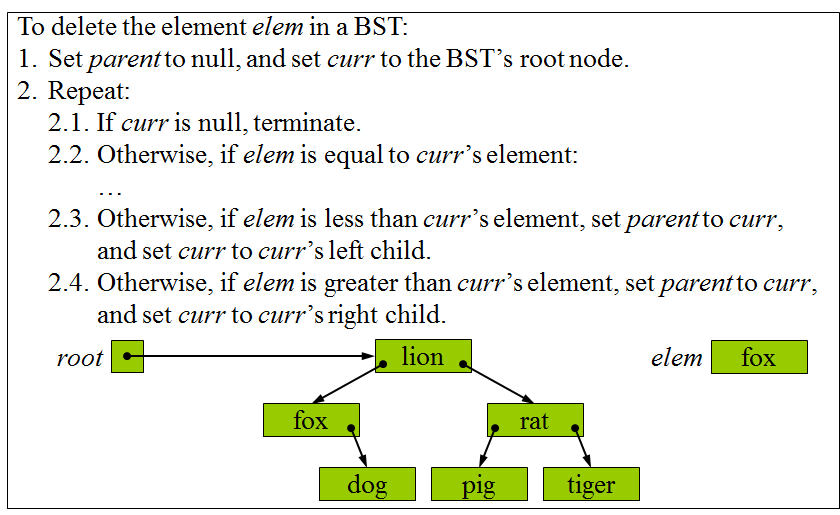 To delete the element elem in a BST:
1. Set parent to null, and set curr to the BST’s root node.
2. Repeat:
2.1. If curr is null, terminate.
2.2. Otherwise, if elem is equal to curr’s element:
…
2.3. Otherwise, if elem is less than curr’s element, set parent to curr,
and set curr to curr’s left child.
2.4. Otherwise, if elem is greater than curr’s element, set parent to curr,
and set curr to curr’s right child.
root
lion
elem
fox
fox
rat
dog
pig
tiger